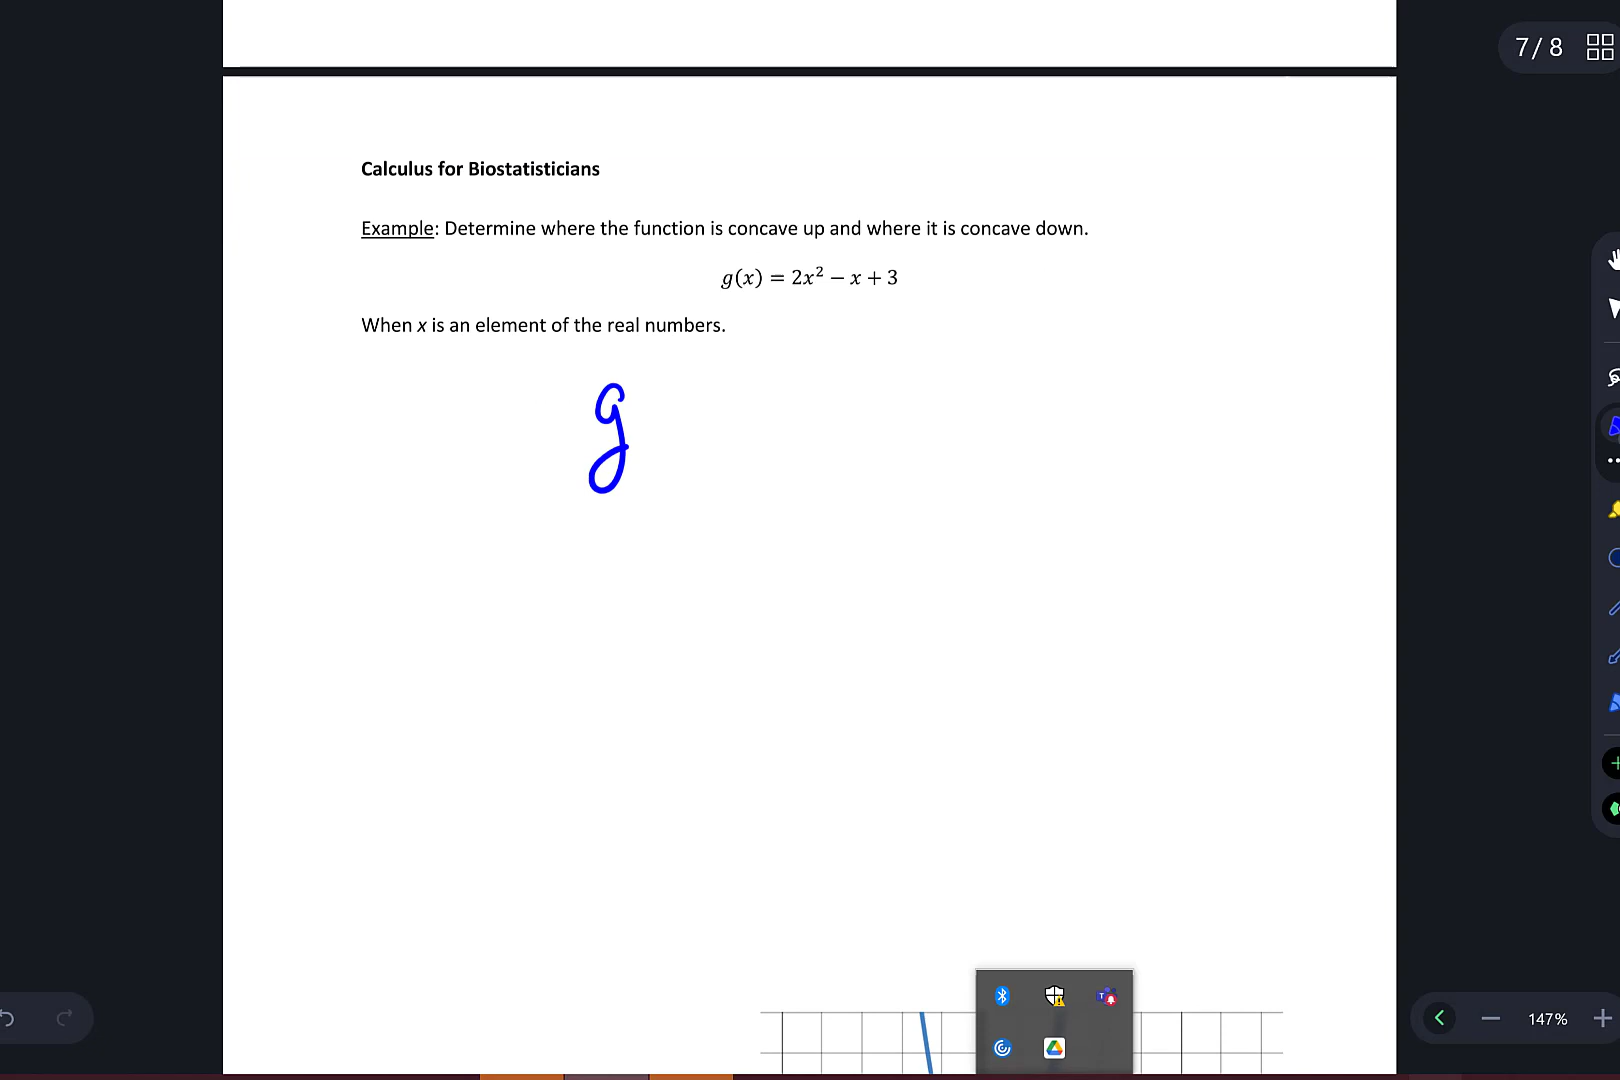 7 / 8
Calculus for Biostatisticians
Example: Determine where the function is concave up and where it is concave down.
g(x) = 2x² − x + 3
When x is an element of the real numbers.
g
147%